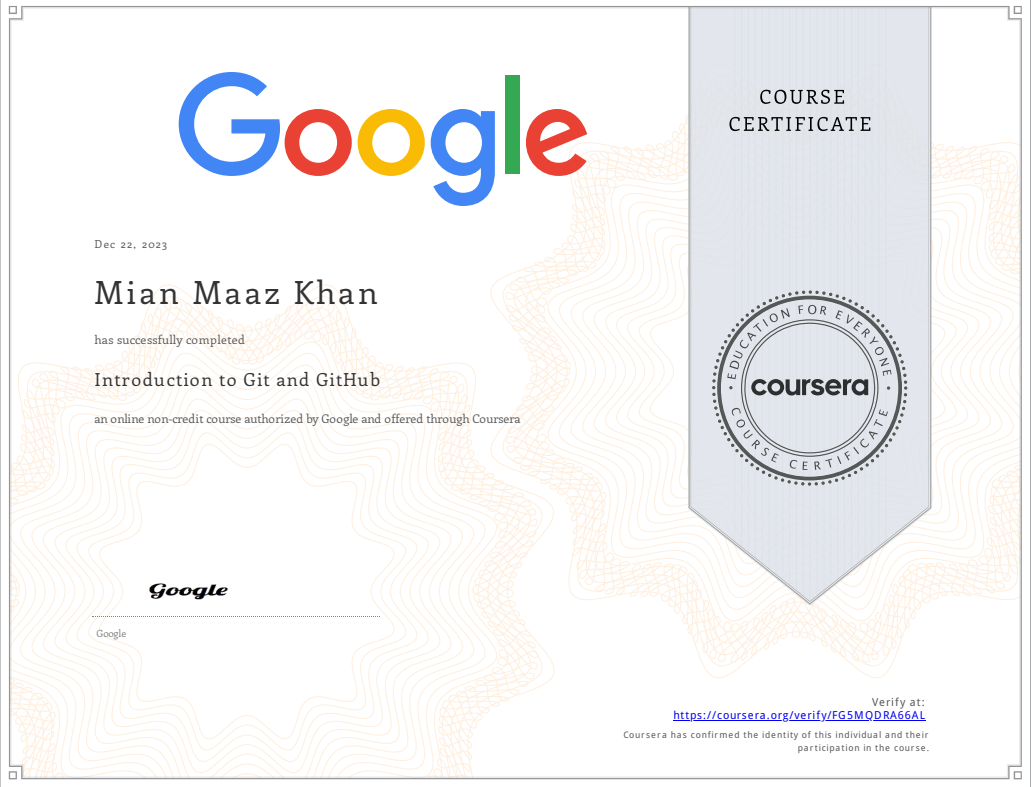 Google
COURSE
CERTIFICATE
Dec 22, 2023
Mian Maaz Khan
has successfully completed
Introduction to Git and GitHub
an online non-credit course authorized by Google and offered through Coursera
EDUCATION FOR EVERYONE
coursera
COURSE CERTIFICATE
Google
Google
Verify at:
https://coursera.org/verify/FG5MQDRA66AL
Coursera has confirmed the identity of this individual and their
participation in the course.